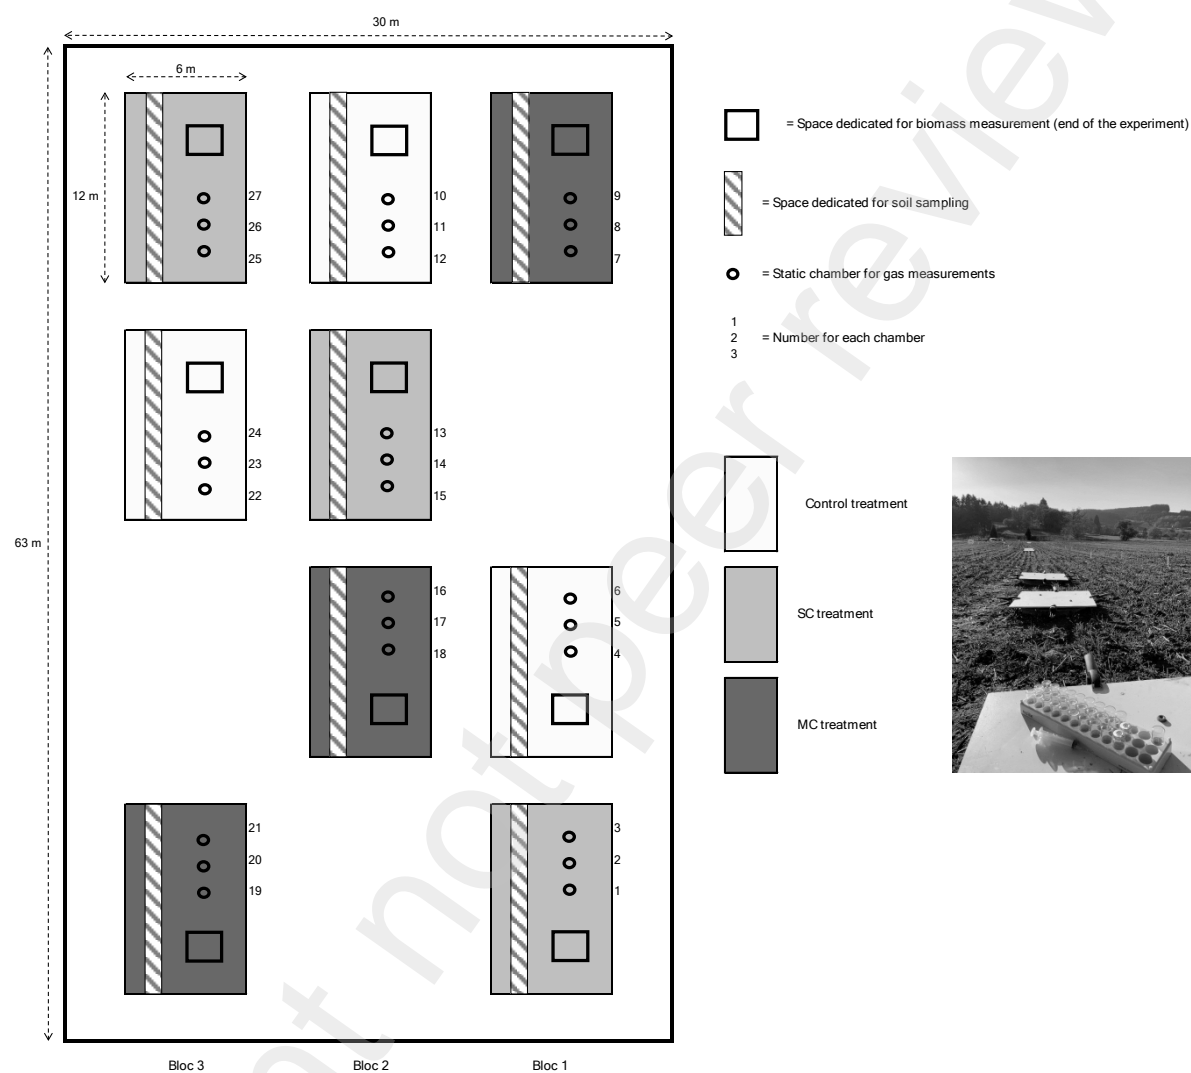 30 m
6 m
= Space dedicated for biomass measurement (end of the experiment)
12 m
27
26
25
10
11
12
9
8
7
= Space dedicated for soil sampling
= Static chamber for gas measurements
1
2
3
= Number for each chamber
24
23
22
13
14
15
63 m
Control treatment
SC treatment
MC treatment
16
17
18
6
5
4
21
20
19
3
2
1
Bloc 3
Bloc 2
Bloc 1
not peer review